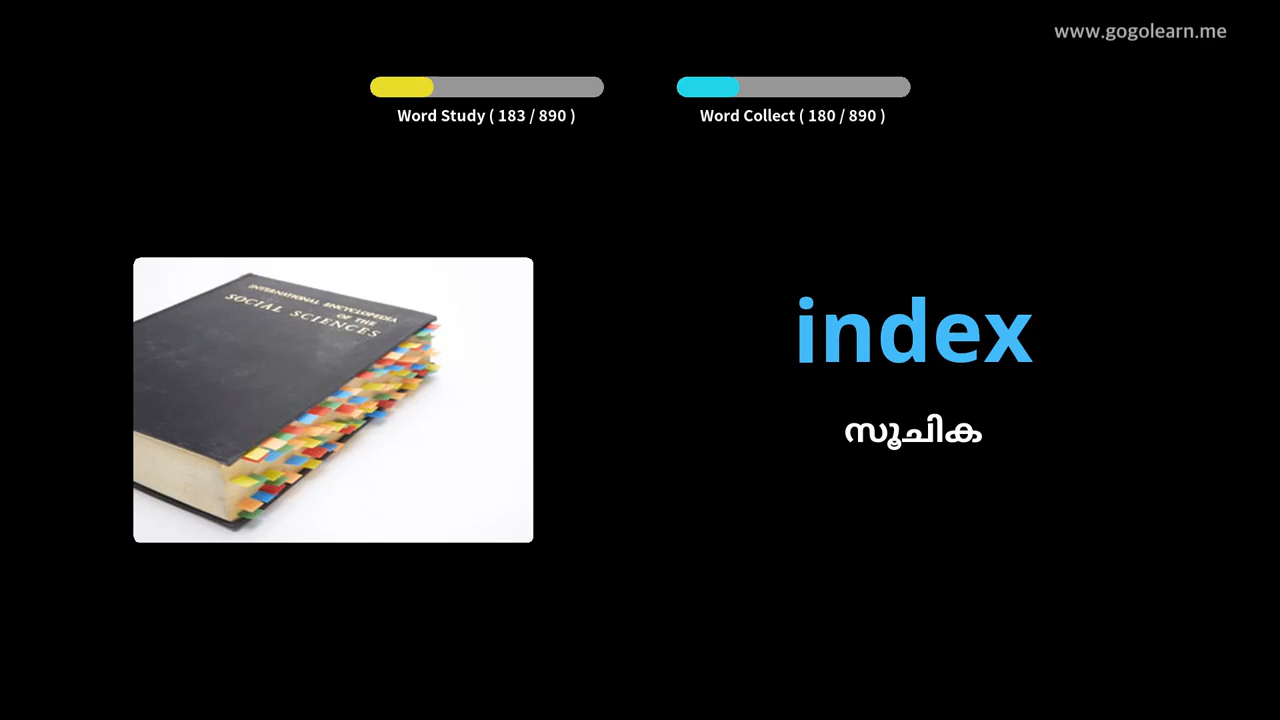 www.gogolearn.me
Word Study ( 183 / 890 )
Word Collect ( 180 / 890 )
INTERNATIONAL ENCYCLOPEDIA
OF THE
SOCIAL SCIENCES
index
സൂചിക